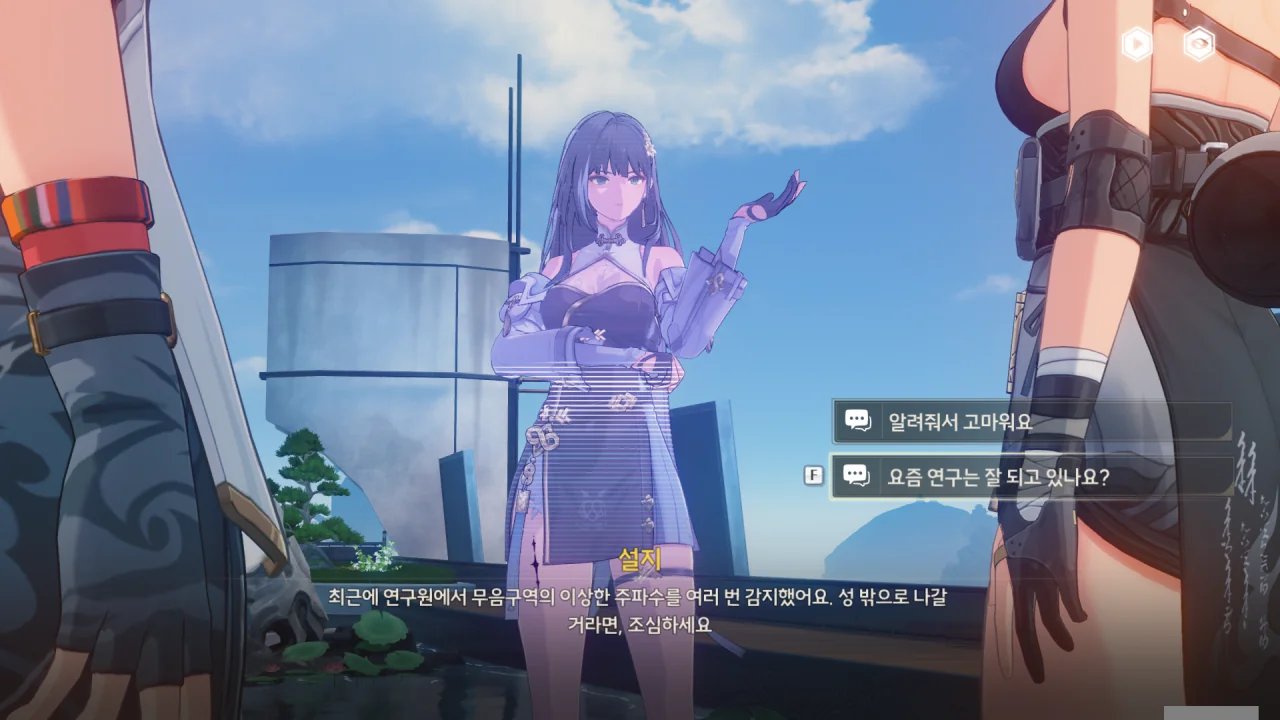 알려줘서 고마워요
F
요즘 연구는 잘 되고 있나요?
설지
최근에 연구원에서 무음구역의 이상한 주파수를 여러 번 감지했어요. 성 밖으로 나갈
거라면, 조심하세요